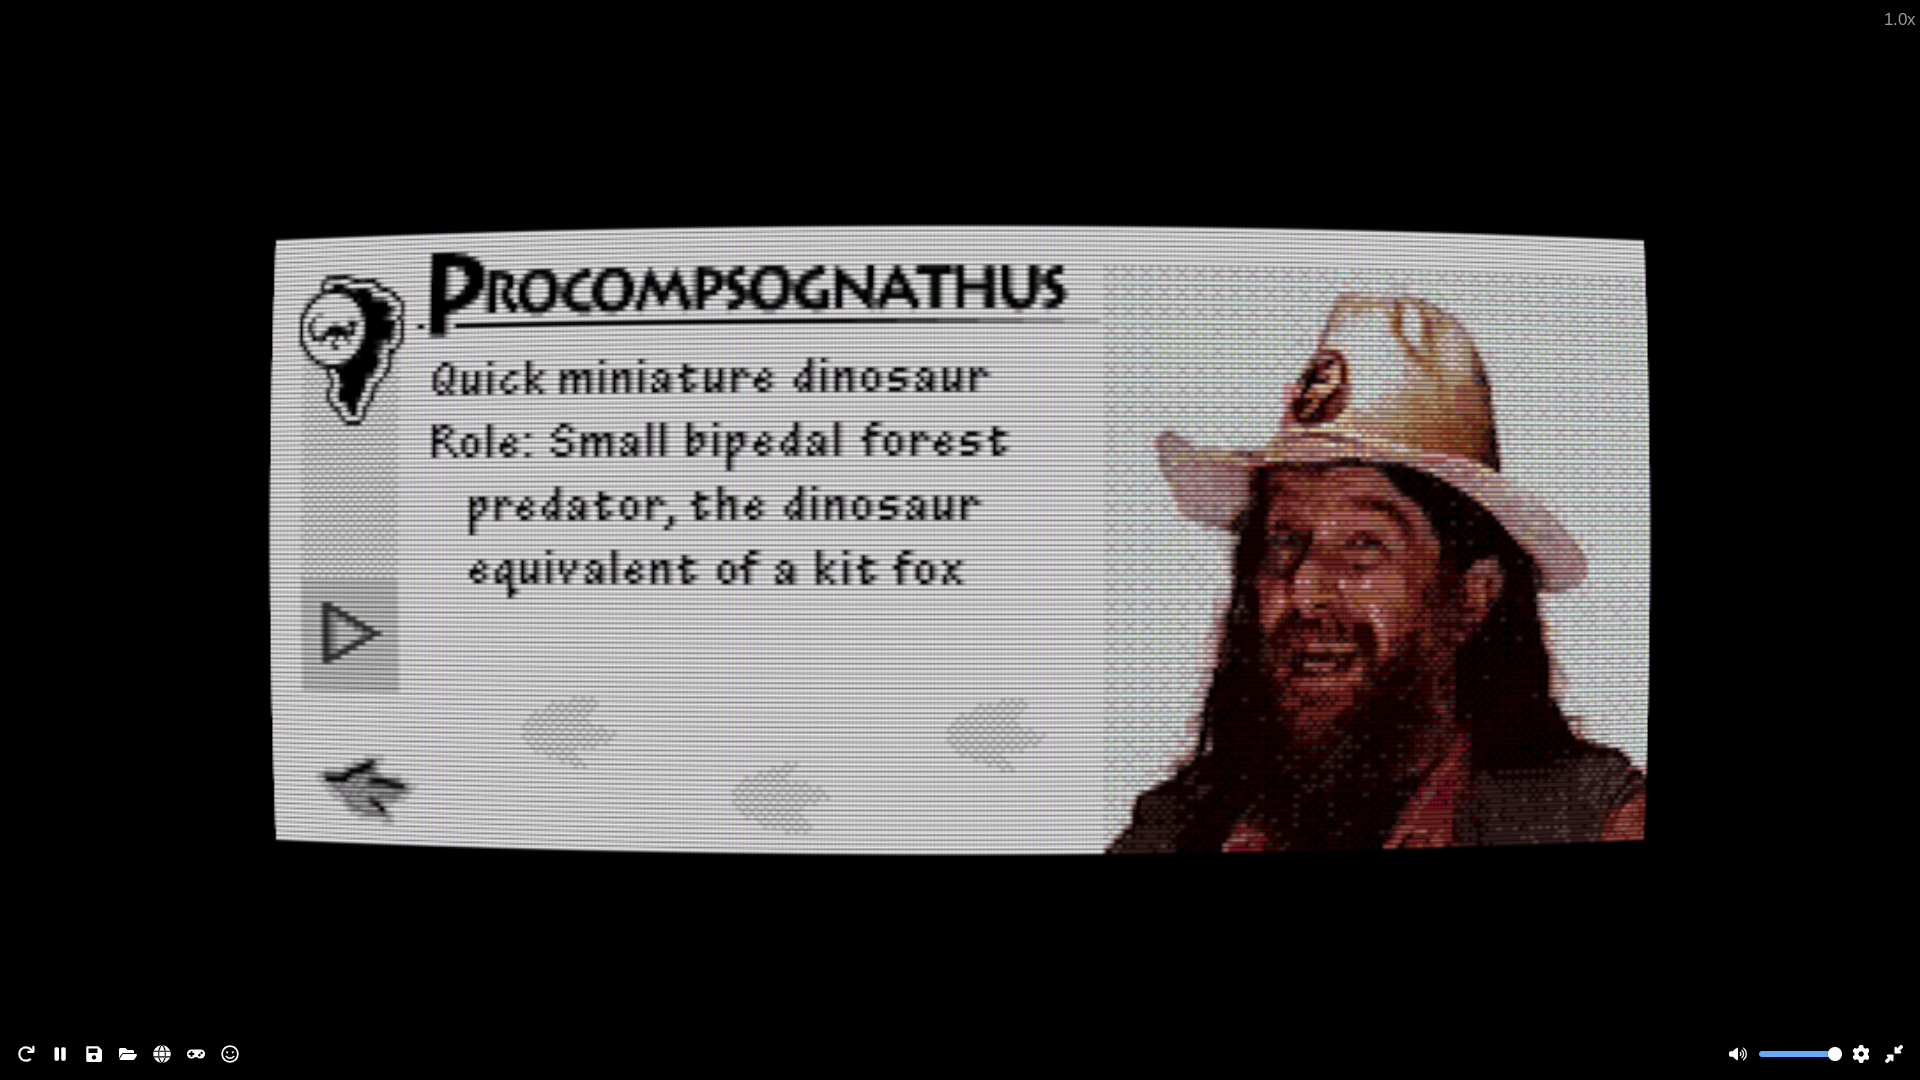 1.0x
PROCOMPSOGNATHUS
Quick miniature dinosaur
Role: Small bipedal forest
predator, the dinosaur
equivalent of a kit fox